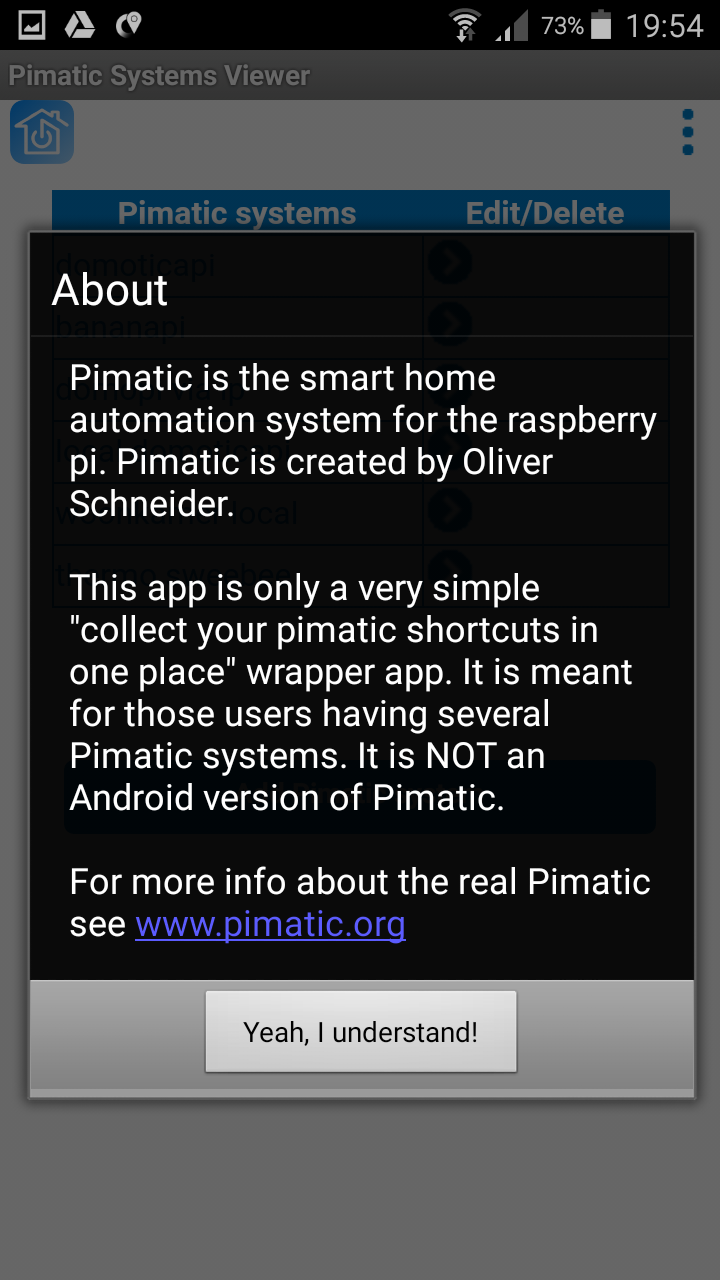 73% 19:54
Pimatic Systems Viewer
Pimatic systems Edit/Delete
domoticapi
About
bananapi
Pimatic is the smart home
automation system for the raspberry
pi. Pimatic is created by Oliver
Schneider.
This app is only a very simple
"collect your pimatic shortcuts in
one place" wrapper app. It is meant
for those users having several
Pimatic systems. It is NOT an
Android version of Pimatic.
For more info about the real Pimatic
see www.pimatic.org
Yeah, I understand!